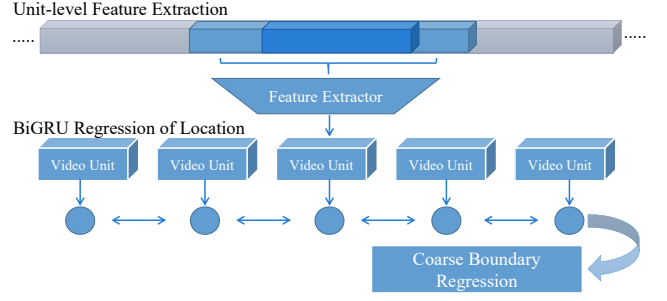 Unit-level Feature Extraction
..... .....
Feature Extractor
BiGRU Regression of Location
Video Unit Video Unit Video Unit Video Unit Video Unit
Coarse Boundary
Regression